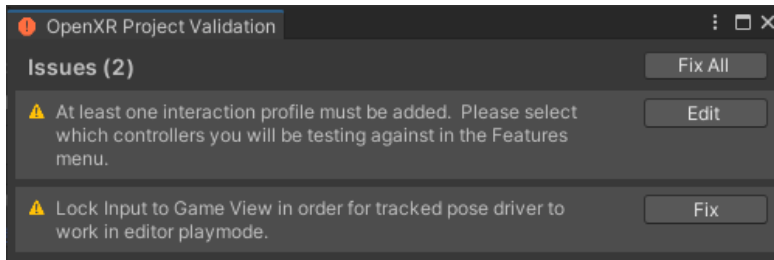 OpenXR Project Validation
Issues (2)
Fix All
At least one interaction profile must be added.  Please select
which controllers you will be testing against in the Features
menu.
Edit
Lock Input to Game View in order for tracked pose driver to
work in editor playmode.
Fix